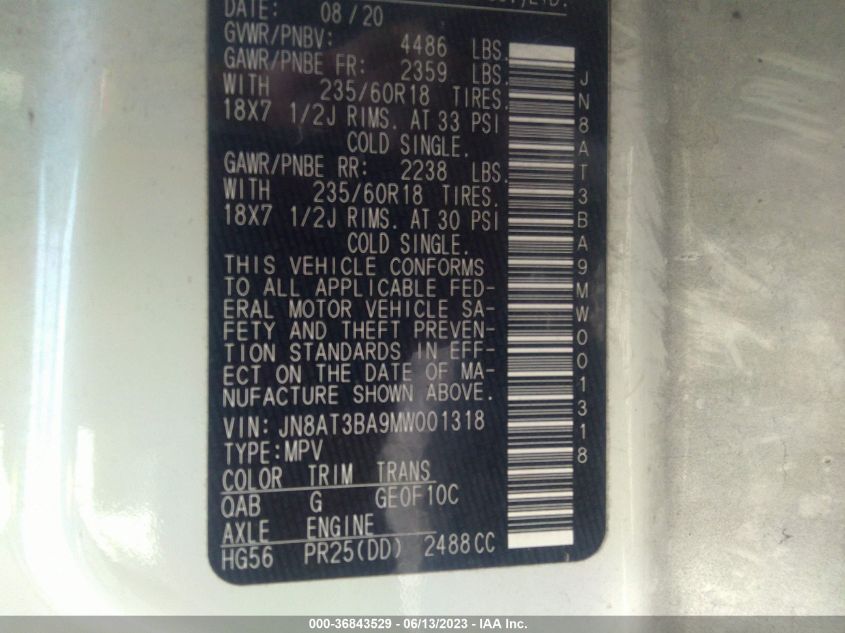 DATE: 08/20
GVWR/PNBV: 4486 LBS.
GAWR/PNBE FR: 2359 LBS.
WITH 235/60R18 TIRES.
18X7 1/2J RIMS. AT 33 PSI
COLD SINGLE.
GAWR/PNBE RR: 2238 LBS.
WITH 235/60R18 TIRES.
18X7 1/2J RIMS. AT 30 PSI
COLD SINGLE.
THIS VEHICLE CONFORMS
TO ALL APPLICABLE FED-
ERAL MOTOR VEHICLE SA-
FETY AND THEFT PREVEN-
TION STANDARDS IN EFF-
ECT ON THE DATE OF MA-
NUFACTURE SHOWN ABOVE.
VIN: JN8AT3BA9MW001318
TYPE:MPV
COLOR TRIM TRANS
QAB G GE0F10C
AXLE ENGINE
HG56 PR25(DD) 2488CC
JN8AT3BA9MW001318
000-36843529 - 06/13/2023 - IAA Inc.